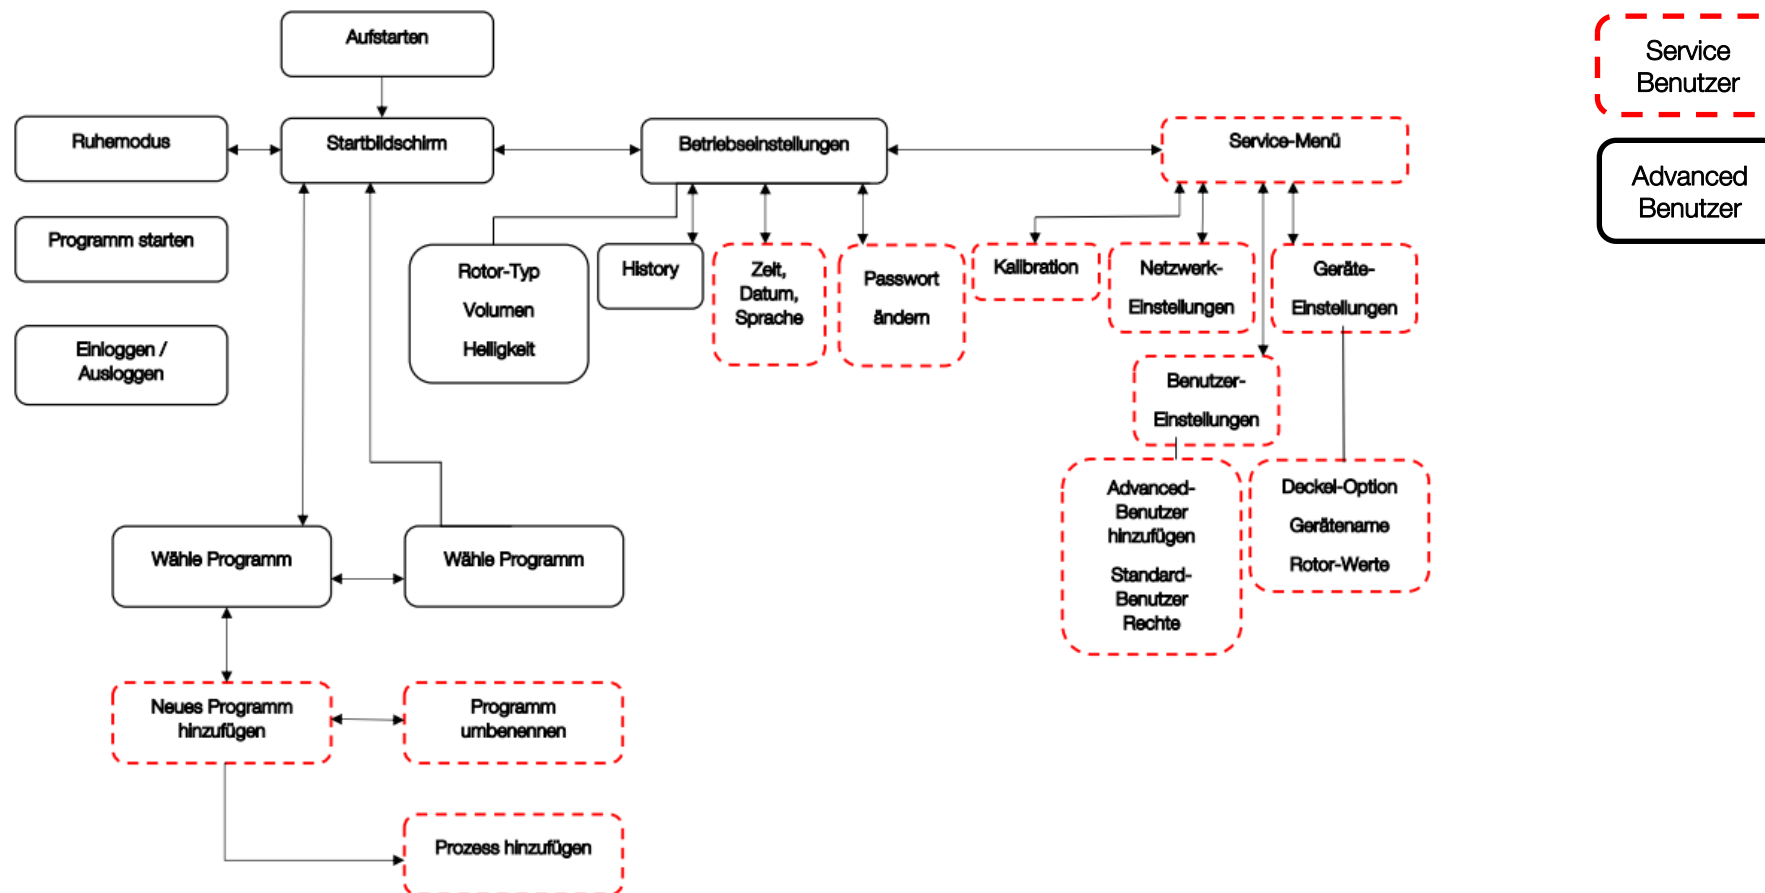 Aufstarten
Service
Benutzer
Ruhemodus
Startbildschirm
Betriebseinstellungen
Service-Menü
Advanced
Benutzer
Programm starten
Rotor-Typ
Volumen
Helligkeit
History
Zeit,
Datum,
Sprache
Passwort
ändern
Kalibration
Netzwerk-
Einstellungen
Geräte-
Einstellungen
Einloggen /
Ausloggen
Benutzer-
Einstellungen
Advanced-
Benutzer
hinzufügen
Standard-
Benutzer
Rechte
Deckel-Option
Gerätename
Rotor-Werte
Wähle Programm
Wähle Programm
Neues Programm
hinzufügen
Programm
umbenennen
Prozess hinzufügen